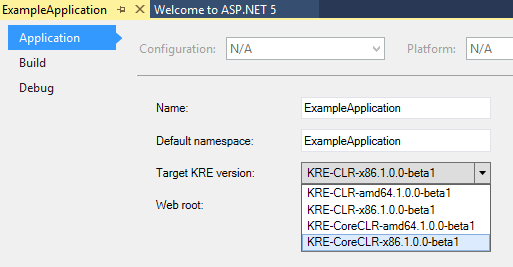 ExampleApplication
Welcome to ASP.NET 5
Application
Build
Debug
Configuration: N/A
Platform: N/A
Name: ExampleApplication
Default namespace: ExampleApplication
Target KRE version: KRE-CLR-x86.1.0.0-beta1
Web root:
KRE-CLR-amd64.1.0.0-beta1
KRE-CLR-x86.1.0.0-beta1
KRE-CoreCLR-amd64.1.0.0-beta1
KRE-CoreCLR-x86.1.0.0-beta1